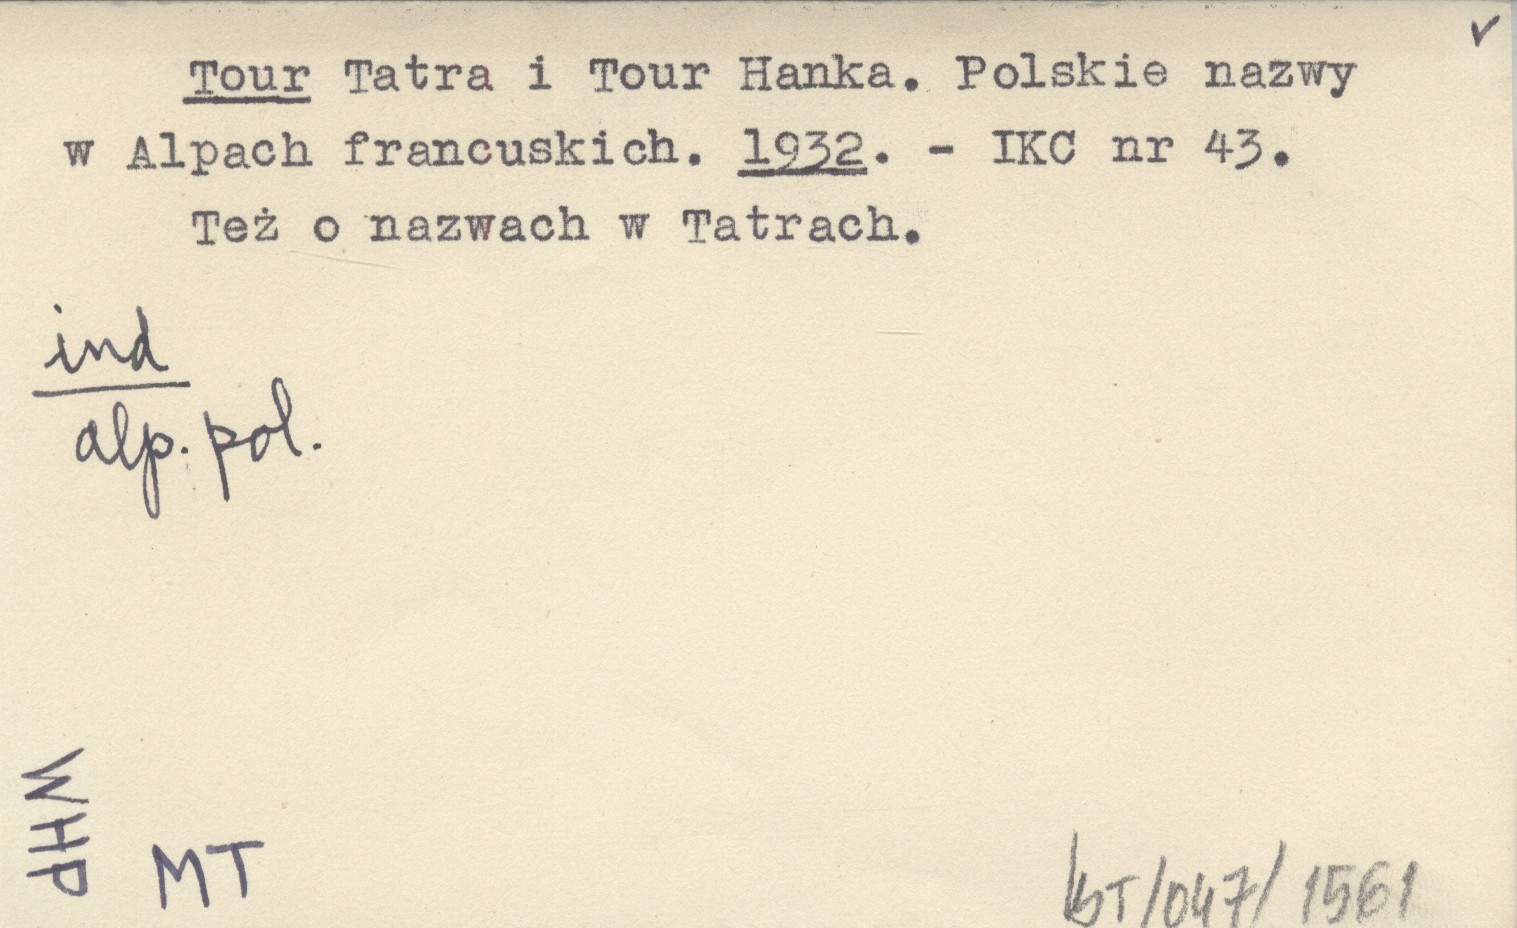 Tour Tatra i Tour Hanka. Polskie nazwy
w Alpach francuskich. 1932. - IKC nr 43.
Też o nazwach w Tatrach.
ind
alp. pol.
WHP
MT
/047/1561